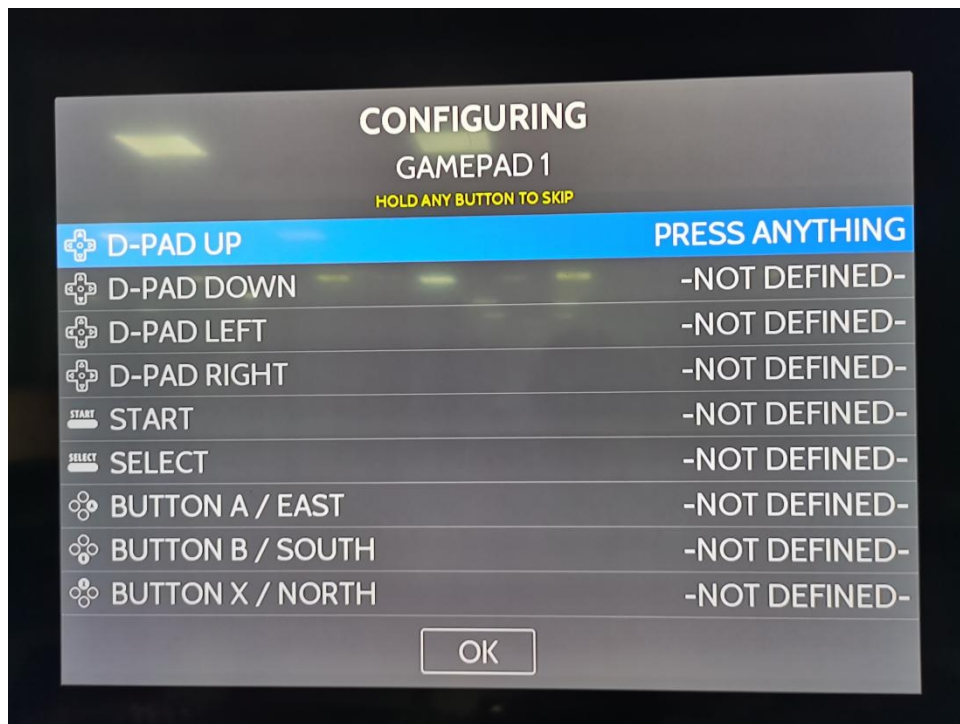 CONFIGURING
GAMEPAD 1
HOLD ANY BUTTON TO SKIP
D-PAD UP PRESS ANYTHING
D-PAD DOWN -NOT DEFINED-
D-PAD LEFT -NOT DEFINED-
D-PAD RIGHT -NOT DEFINED-
START START -NOT DEFINED-
SELECT SELECT -NOT DEFINED-
BUTTON A / EAST -NOT DEFINED-
BUTTON B / SOUTH -NOT DEFINED-
BUTTON X / NORTH -NOT DEFINED-
OK